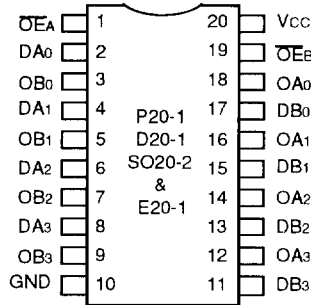 O̅E̅A 1 20 VCC
DA0 2 19 O̅E̅B
OB0 3 18 OA0
DA1 4 17 DB0
OB1 5 16 OA1
DA2 6 15 DB1
OB2 7 14 OA2
DA3 8 13 DB2
OB3 9 12 OA3
GND 10 11 DB3
P20-1
D20-1
SO20-2
&
E20-1